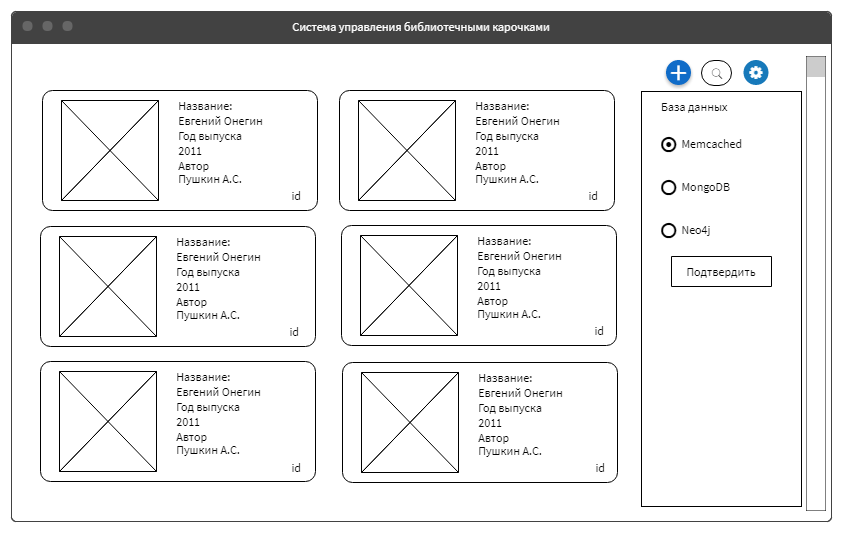 Система управления библиотечными карочками
Название:
Евгений Онегин
Год выпуска
2011
Автор
Пушкин А.С.
id
Название:
Евгений Онегин
Год выпуска
2011
Автор
Пушкин А.С.
id
Название:
Евгений Онегин
Год выпуска
2011
Автор
Пушкин А.С.
id
Название:
Евгений Онегин
Год выпуска
2011
Автор
Пушкин А.С.
id
Название:
Евгений Онегин
Год выпуска
2011
Автор
Пушкин А.С.
id
Название:
Евгений Онегин
Год выпуска
2011
Автор
Пушкин А.С.
id
База данных
Memcached
MongoDB
Neo4j
Подтвердить